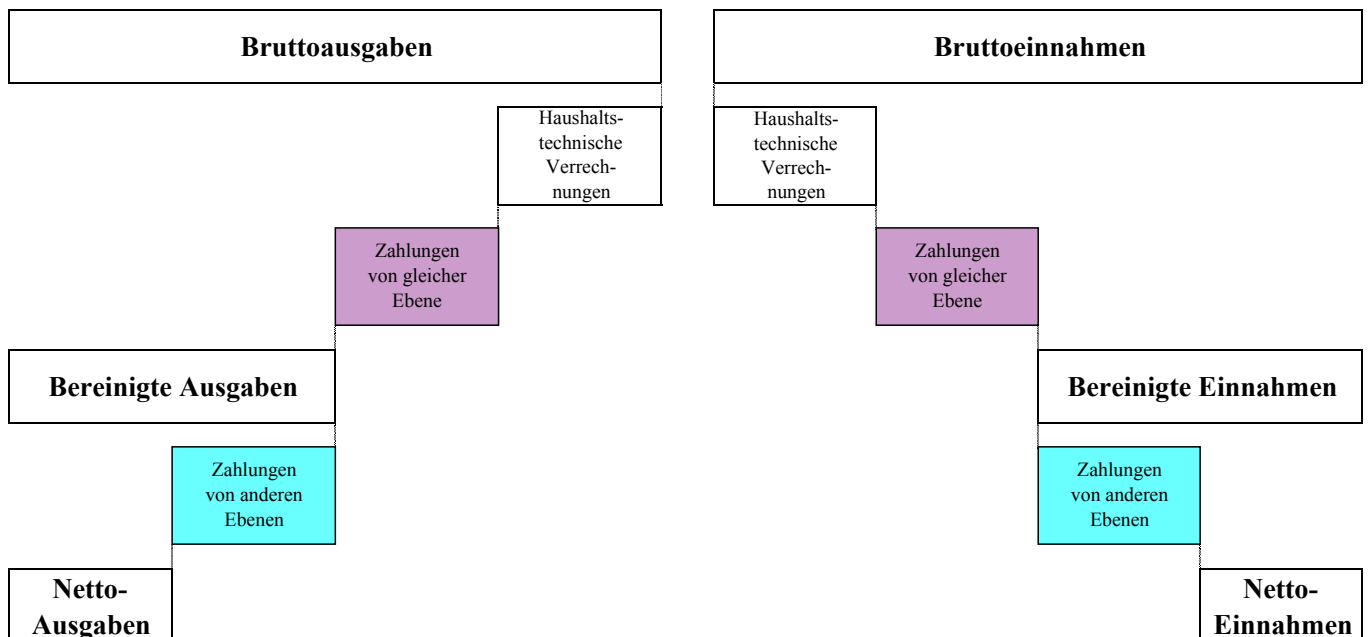 Bruttoausgaben
Bruttoeinnahmen
Haushalts-
technische
Verrech-
nungen
Haushalts-
technische
Verrech-
nungen
Zahlungen
von gleicher
Ebene
Zahlungen
von gleicher
Ebene
Bereinigte Ausgaben
Bereinigte Einnahmen
Zahlungen
von anderen
Ebenen
Zahlungen
von anderen
Ebenen
Netto-
Ausgaben
Netto-
Einnahmen